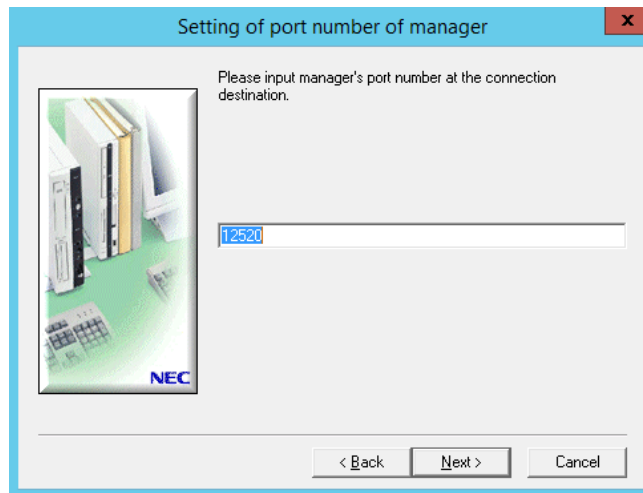 Setting of port number of manager
x
Please input manager's port number at the connection
destination.
12520
NEC
< Back
Next >
Cancel